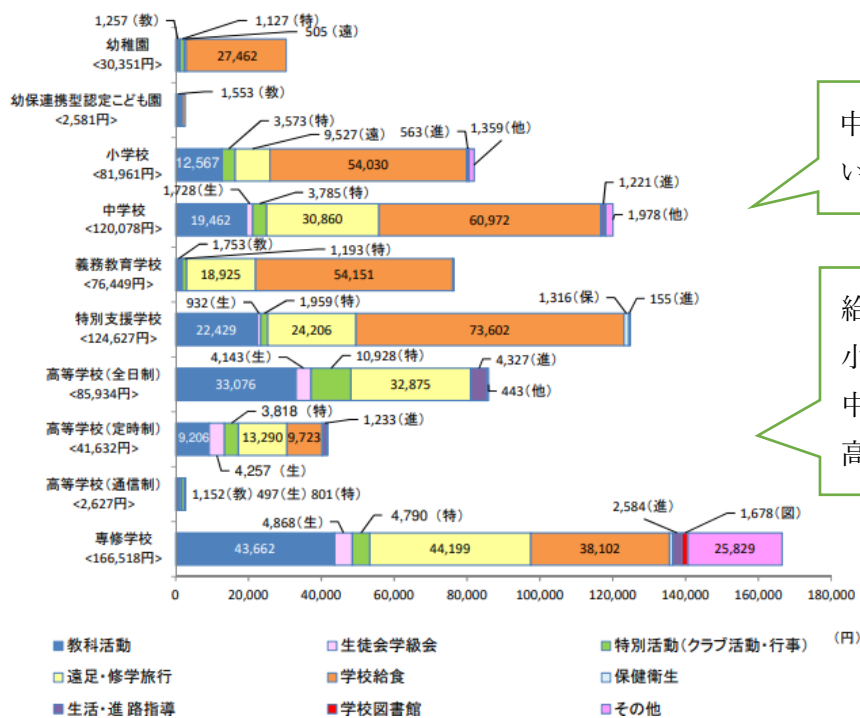 1,257（教） 1,127（特）
505（遠）
幼稚園
<30,351円>
27,462
幼保連携型認定こども園
<2,581円>
1,553（教）
3,573（特） 9,527（遠） 563（進） 1,359（他）
小学校
<81,961円>
12,567 54,030
1,728（生） 3,785（特） 1,221（進）
中学校
<120,078円>
19,462 30,860 60,972 1,978（他）
1,753（教） 1,193（特）
義務教育学校
<76,449円>
18,925 54,151
932（生） 1,959（特） 1,316（保） 155（進）
特別支援学校
<124,627円>
22,429 24,206 73,602
4,143（生） 10,928（特） 4,327（進）
高等学校（全日制）
<85,934円>
33,076 32,875 443（他）
3,818（特） 1,233（進）
高等学校（定時制）
<41,632円>
9,206 13,290 9,723
4,257（生）
高等学校（通信制）
<2,627円>
1,152（教） 497（生） 801（特）
4,868（生） 4,790（特） 2,584（進） 1,678（図）
専修学校
<166,518円>
43,662 44,199 38,102 25,829
0 20,000 40,000 60,000 80,000 100,000 120,000 140,000 160,000 180,000
（円）
教科活動 生徒会学級会 特別活動（クラブ活動・行事）
遠足・修学旅行 学校給食 保健衛生
生活・進路指導 学校図書館 その他
中
い
給
小
中
高